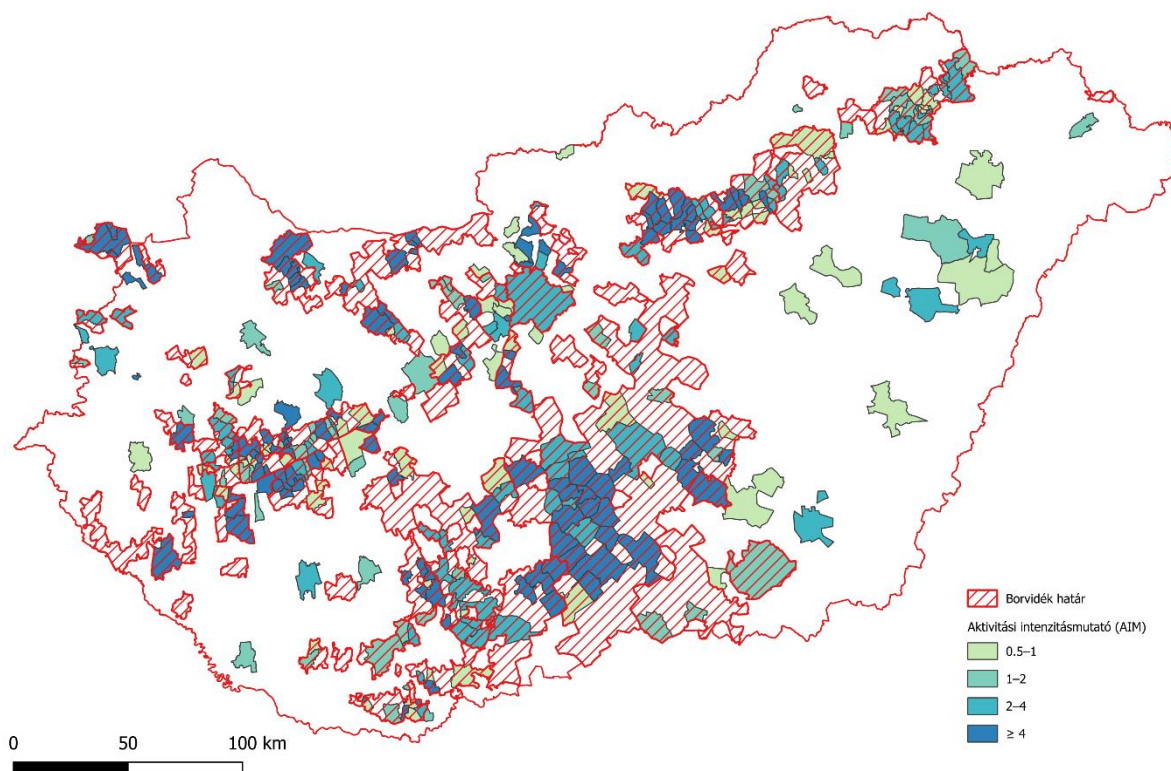 Borvidék határ
Aktivitási intenzitásmutató (AIM)
0.5–1
1–2
2–4
≥ 4
0 50 100 km